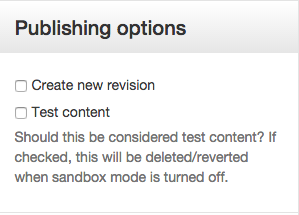 Publishing options
Create new revision
Test content
Should this be considered test content? If
checked, this will be deleted/reverted
when sandbox mode is turned off.